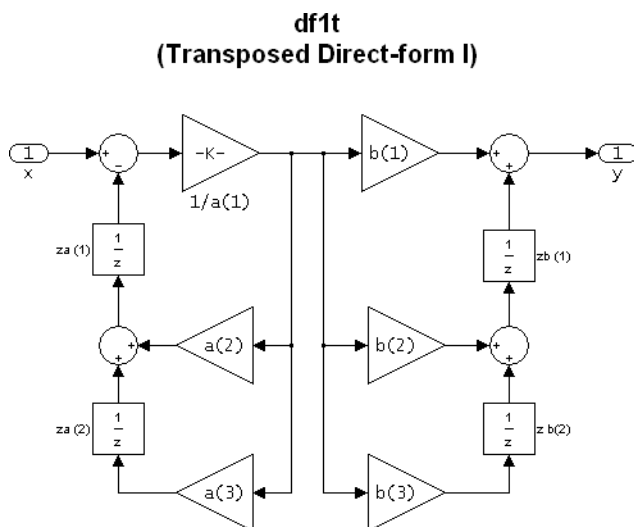 df1t
(Transposed Direct-form I)
1
x
+
−
-K-
1/a(1)
b(1)
+
+
1
y
za(1)
1
z
1
z
zb(1)
+
+
a(2)
b(2)
+
+
za(2)
1
z
1
z
zb(2)
a(3)
b(3)